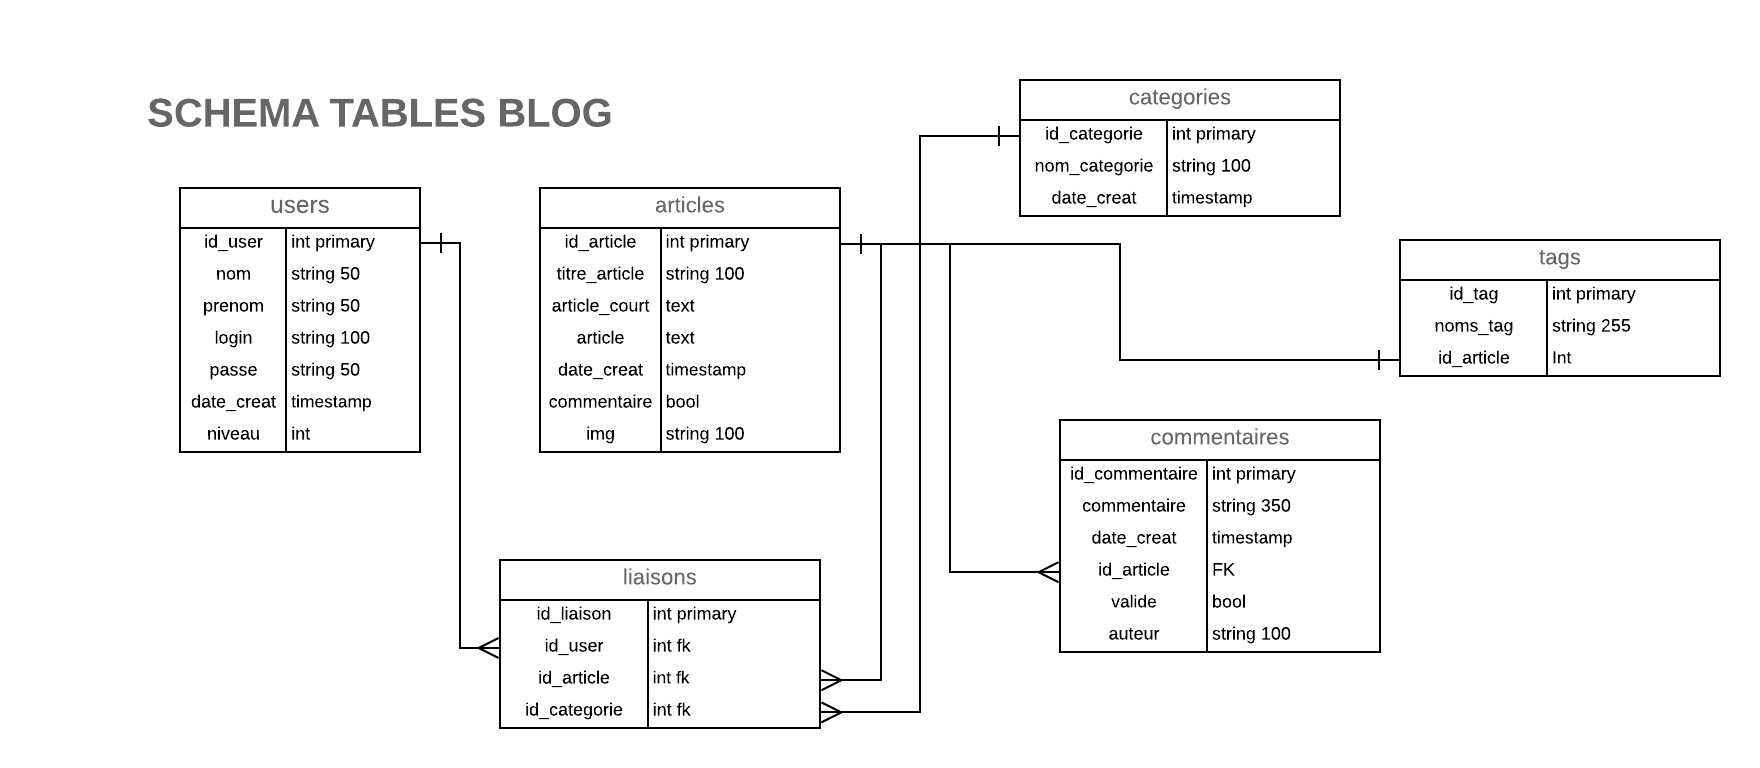 SCHEMA TABLES BLOG
users
id_user int primary
nom string 50
prenom string 50
login string 100
passe string 50
date_creat timestamp
niveau int
articles
id_article int primary
titre_article string 100
article_court text
article text
date_creat timestamp
commentaire bool
img string 100
categories
id_categorie int primary
nom_categorie string 100
date_creat timestamp
tags
id_tag int primary
noms_tag string 255
id_article Int
commentaires
id_commentaire int primary
commentaire string 350
date_creat timestamp
id_article FK
valide bool
auteur string 100
liaisons
id_liaison int primary
id_user int fk
id_article int fk
id_categorie int fk